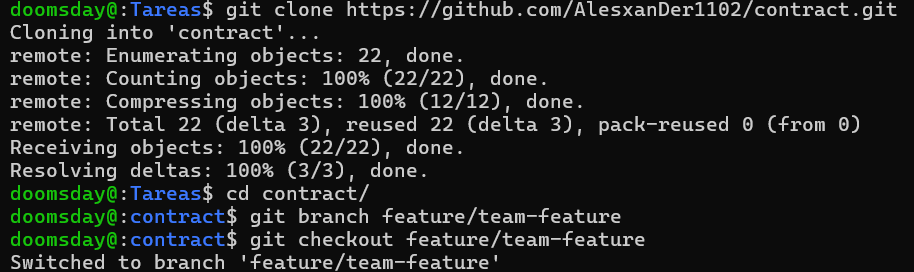 doomsday@:Tareas$ git clone https://github.com/AlesxanDer1102/contract.git
Cloning into 'contract'...
remote: Enumerating objects: 22, done.
remote: Counting objects: 100% (22/22), done.
remote: Compressing objects: 100% (12/12), done.
remote: Total 22 (delta 3), reused 22 (delta 3), pack-reused 0 (from 0)
Receiving objects: 100% (22/22), done.
Resolving deltas: 100% (3/3), done.
doomsday@:Tareas$ cd contract/
doomsday@:contract$ git branch feature/team-feature
doomsday@:contract$ git checkout feature/team-feature
Switched to branch 'feature/team-feature'